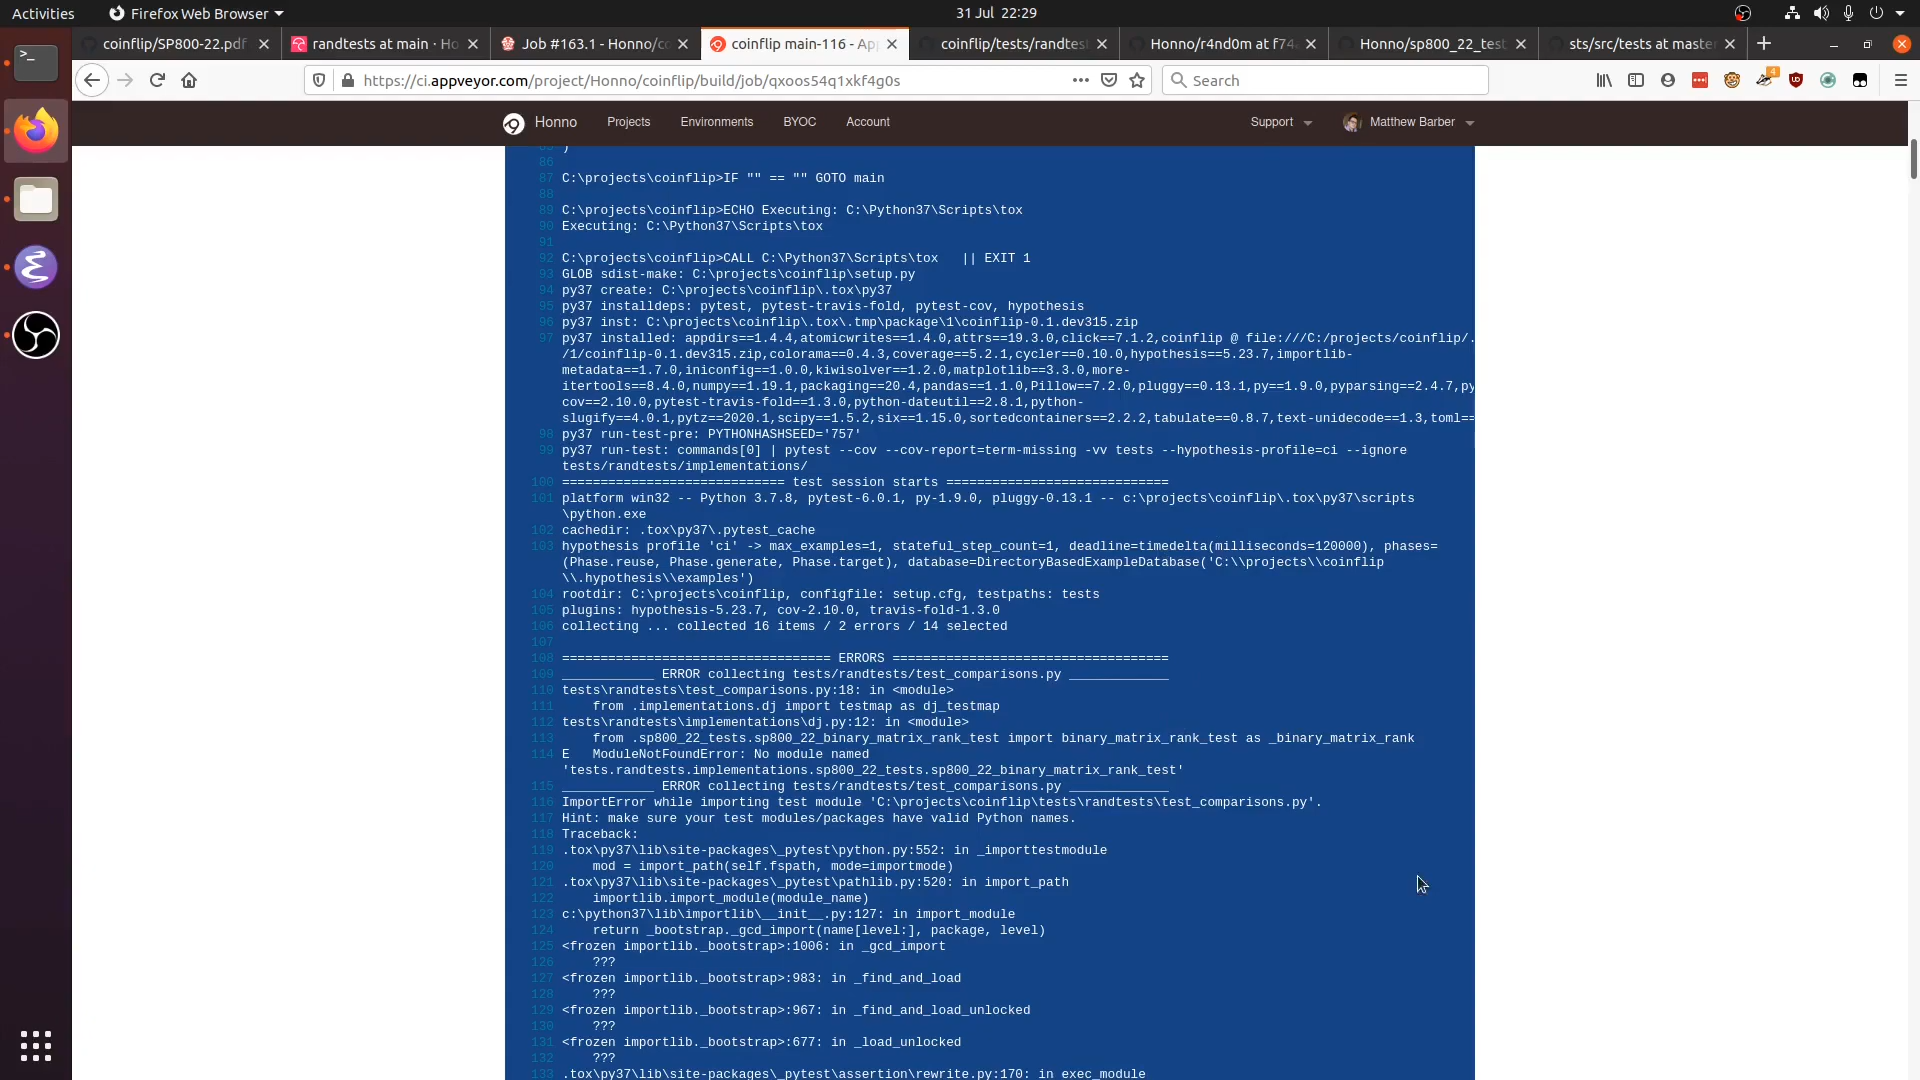 Activities
Firefox Web Browser
31 Jul 22:29
coinflip/SP800-22.pdf
randtests at main · Ho
Job #163.1 - Honno/co
coinflip main-116 - Ap
coinflip/tests/randtes
Honno/r4nd0m at f74
Honno/sp800_22_test
sts/src/tests at master
https://ci.appveyor.com/project/Honno/coinflip/build/job/qxoos54q1xkf4g0s
Search
4
Honno
Projects
Environments
BYOC
Account
Support
Matthew Barber
85 )
86
87 C:\projects\coinflip>IF "" == "" GOTO main
88
89 C:\projects\coinflip>ECHO Executing: C:\Python37\Scripts\tox
90 Executing: C:\Python37\Scripts\tox
91
92 C:\projects\coinflip>CALL C:\Python37\Scripts\tox   || EXIT 1
93 GLOB sdist-make: C:\projects\coinflip\setup.py
94 py37 create: C:\projects\coinflip\.tox\py37
95 py37 installdeps: pytest, pytest-travis-fold, pytest-cov, hypothesis
96 py37 inst: C:\projects\coinflip\.tox\.tmp\package\1\coinflip-0.1.dev315.zip
97 py37 installed: appdirs==1.4.4,atomicwrites==1.4.0,attrs==19.3.0,click==7.1.2,coinflip @ file:///C:/projects/coinflip/.
/1/coinflip-0.1.dev315.zip,colorama==0.4.3,coverage==5.2.1,cycler==0.10.0,hypothesis==5.23.7,importlib-
metadata==1.7.0,iniconfig==1.0.0,kiwisolver==1.2.0,matplotlib==3.3.0,more-
itertools==8.4.0,numpy==1.19.1,packaging==20.4,pandas==1.1.0,Pillow==7.2.0,pluggy==0.13.1,py==1.9.0,pyparsing==2.4.7,py
cov==2.10.0,pytest-travis-fold==1.3.0,python-dateutil==2.8.1,python-
slugify==4.0.1,pytz==2020.1,scipy==1.5.2,six==1.15.0,sortedcontainers==2.2.2,tabulate==0.8.7,text-unidecode==1.3,toml==
98 py37 run-test-pre: PYTHONHASHSEED='757'
99 py37 run-test: commands[0] | pytest --cov --cov-report=term-missing -vv tests --hypothesis-profile=ci --ignore
tests/randtests/implementations/
100 ============================= test session starts =============================
101 platform win32 -- Python 3.7.8, pytest-6.0.1, py-1.9.0, pluggy-0.13.1 -- c:\projects\coinflip\.tox\py37\scripts
\python.exe
102 cachedir: .tox\py37\.pytest_cache
103 hypothesis profile 'ci' -> max_examples=1, stateful_step_count=1, deadline=timedelta(milliseconds=120000), phases=
(Phase.reuse, Phase.generate, Phase.target), database=DirectoryBasedExampleDatabase('C:\\projects\\coinflip
\\.hypothesis\\examples')
104 rootdir: C:\projects\coinflip, configfile: setup.cfg, testpaths: tests
105 plugins: hypothesis-5.23.7, cov-2.10.0, travis-fold-1.3.0
106 collecting ... collected 16 items / 2 errors / 14 selected
107
108 =================================== ERRORS ====================================
109 ____________ ERROR collecting tests/randtests/test_comparisons.py _____________
110 tests\randtests\test_comparisons.py:18: in <module>
111     from .implementations.dj import testmap as dj_testmap
112 tests\randtests\implementations\dj.py:12: in <module>
113     from .sp800_22_tests.sp800_22_binary_matrix_rank_test import binary_matrix_rank_test as _binary_matrix_rank
114 E   ModuleNotFoundError: No module named
'tests.randtests.implementations.sp800_22_tests.sp800_22_binary_matrix_rank_test'
115 ____________ ERROR collecting tests/randtests/test_comparisons.py _____________
116 ImportError while importing test module 'C:\projects\coinflip\tests\randtests\test_comparisons.py'.
117 Hint: make sure your test modules/packages have valid Python names.
118 Traceback:
119 .tox\py37\lib\site-packages\_pytest\python.py:552: in _importtestmodule
120     mod = import_path(self.fspath, mode=importmode)
121 .tox\py37\lib\site-packages\_pytest\pathlib.py:520: in import_path
122     importlib.import_module(module_name)
123 c:\python37\lib\importlib\__init__.py:127: in import_module
124     return _bootstrap._gcd_import(name[level:], package, level)
125 <frozen importlib._bootstrap>:1006: in _gcd_import
126     ???
127 <frozen importlib._bootstrap>:983: in _find_and_load
128     ???
129 <frozen importlib._bootstrap>:967: in _find_and_load_unlocked
130     ???
131 <frozen importlib._bootstrap>:677: in _load_unlocked
132     ???
133 .tox\py37\lib\site-packages\_pytest\assertion\rewrite.py:170: in exec_module